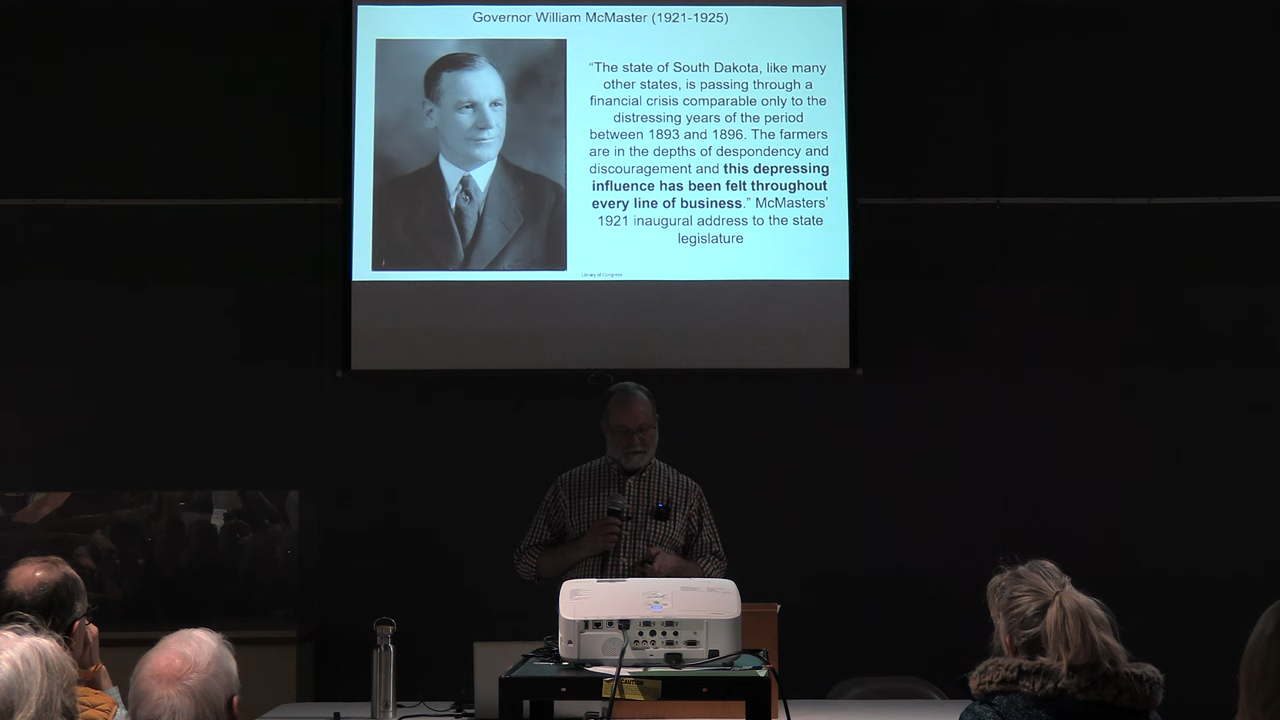 Governor William McMaster (1921-1925)
“The state of South Dakota, like many
other states, is passing through a
financial crisis comparable only to the
distressing years of the period
between 1893 and 1896. The farmers
are in the depths of despondency and
discouragement and this depressing
influence has been felt throughout
every line of business.” McMasters’
1921 inaugural address to the state
legislature
Library of Congress
CAUTION